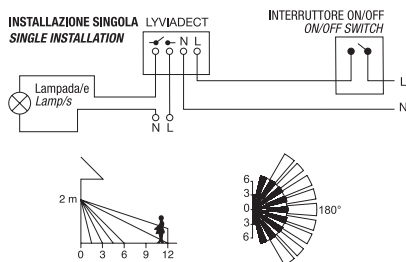 INSTALLAZIONE SINGOLA
SINGLE INSTALLATION
LYVIADECT
N L
INTERRUTTORE ON/OFF
ON/OFF SWITCH
Lampada/e
Lamp/s
N L
L
N
2 m
0 3 6 9 12
6
3
0
3
6
180°